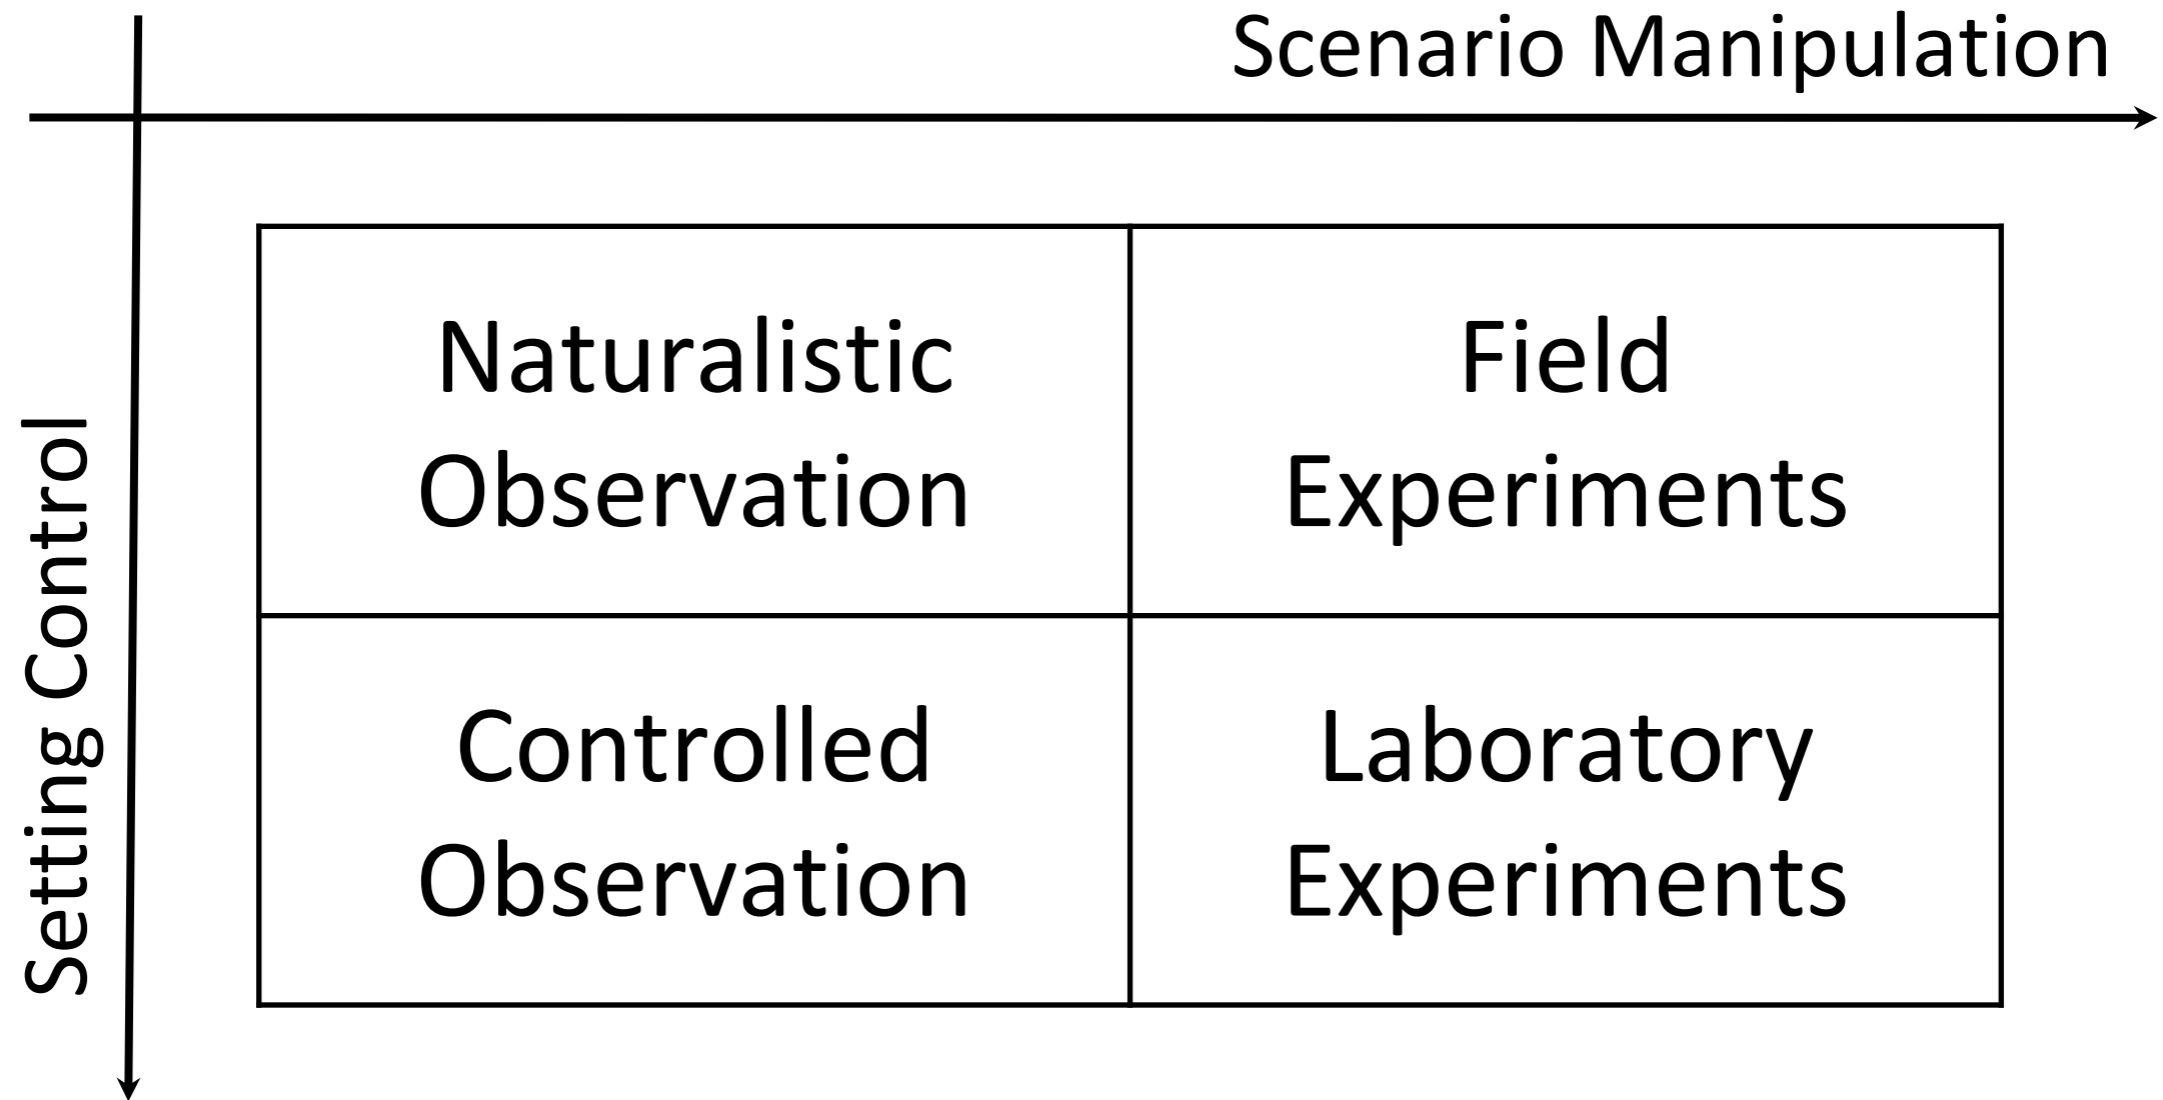 Scenario Manipulation
Setting Control
Naturalistic
Observation
Field
Experiments
Controlled
Observation
Laboratory
Experiments